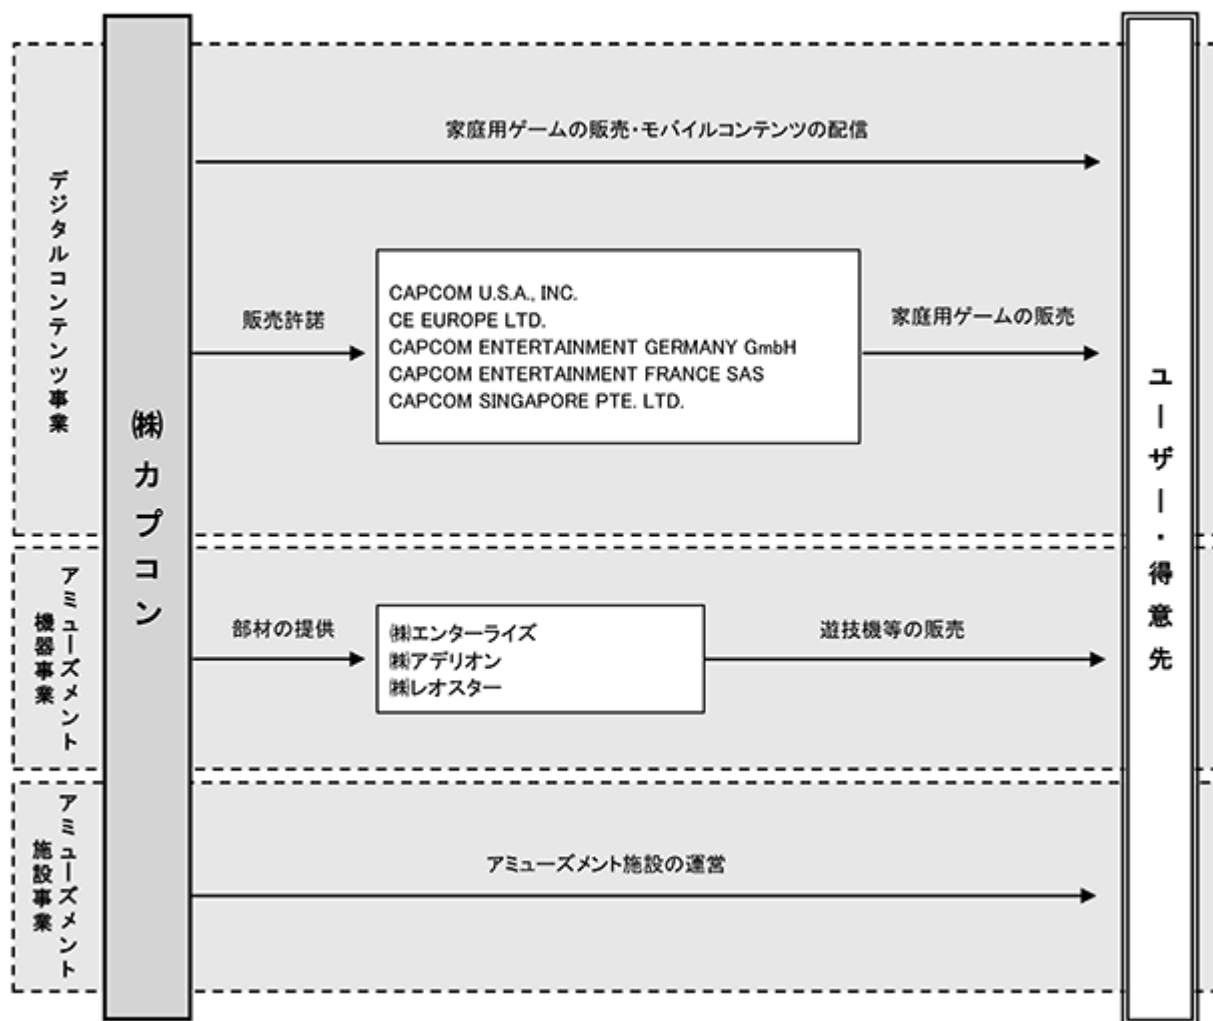 デジタルコンテンツ事業
㈱カプコン
家庭用ゲームの販売・モバイルコンテンツの配信
販売許諾
CAPCOM U.S.A., INC.
CE EUROPE LTD.
CAPCOM ENTERTAINMENT GERMANY GmbH
CAPCOM ENTERTAINMENT FRANCE SAS
CAPCOM SINGAPORE PTE. LTD.
家庭用ゲームの販売
ユーザー・得意先
アミューズメント
機器事業
部材の提供
㈱エンターライズ
㈱アデリオン
㈱レオスター
遊技機等の販売
アミューズメント
施設事業
アミューズメント施設の運営